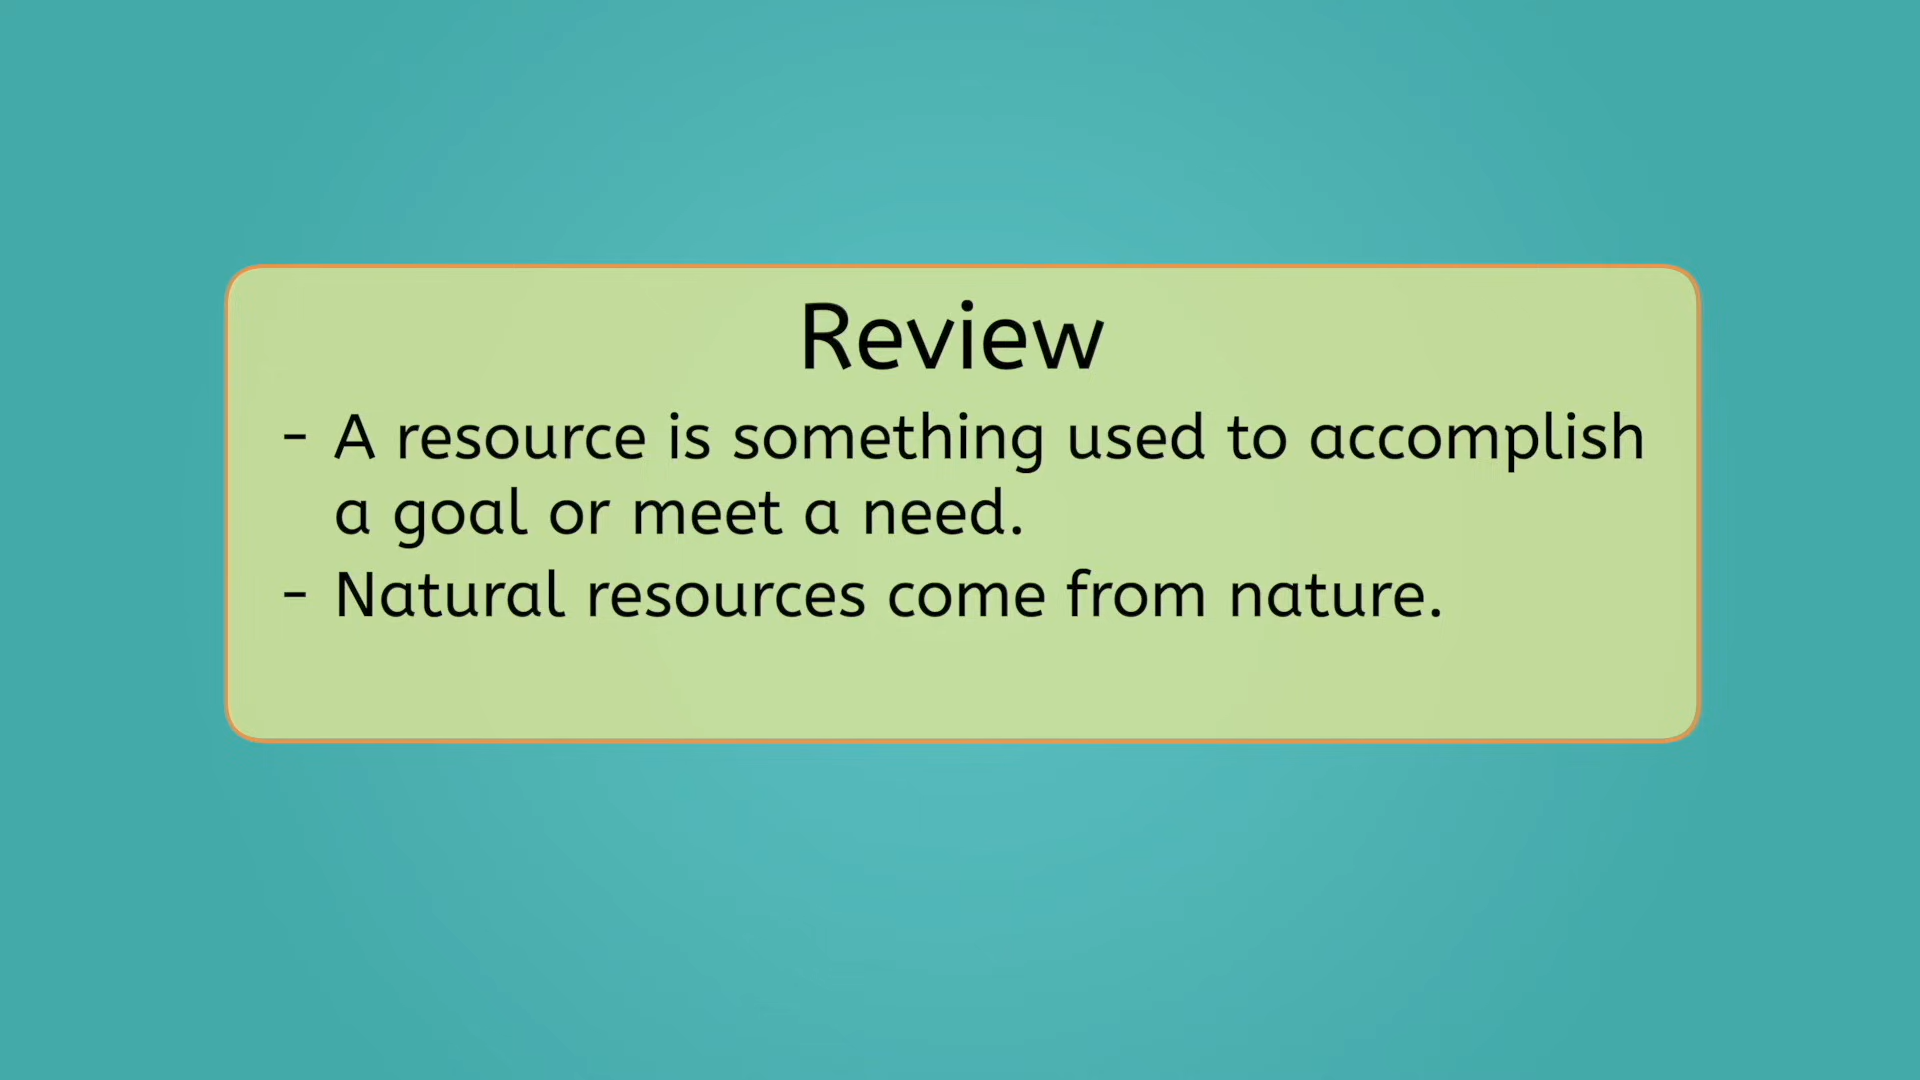 Review
- A resource is something used to accomplish
a goal or meet a need.
- Natural resources come from nature.